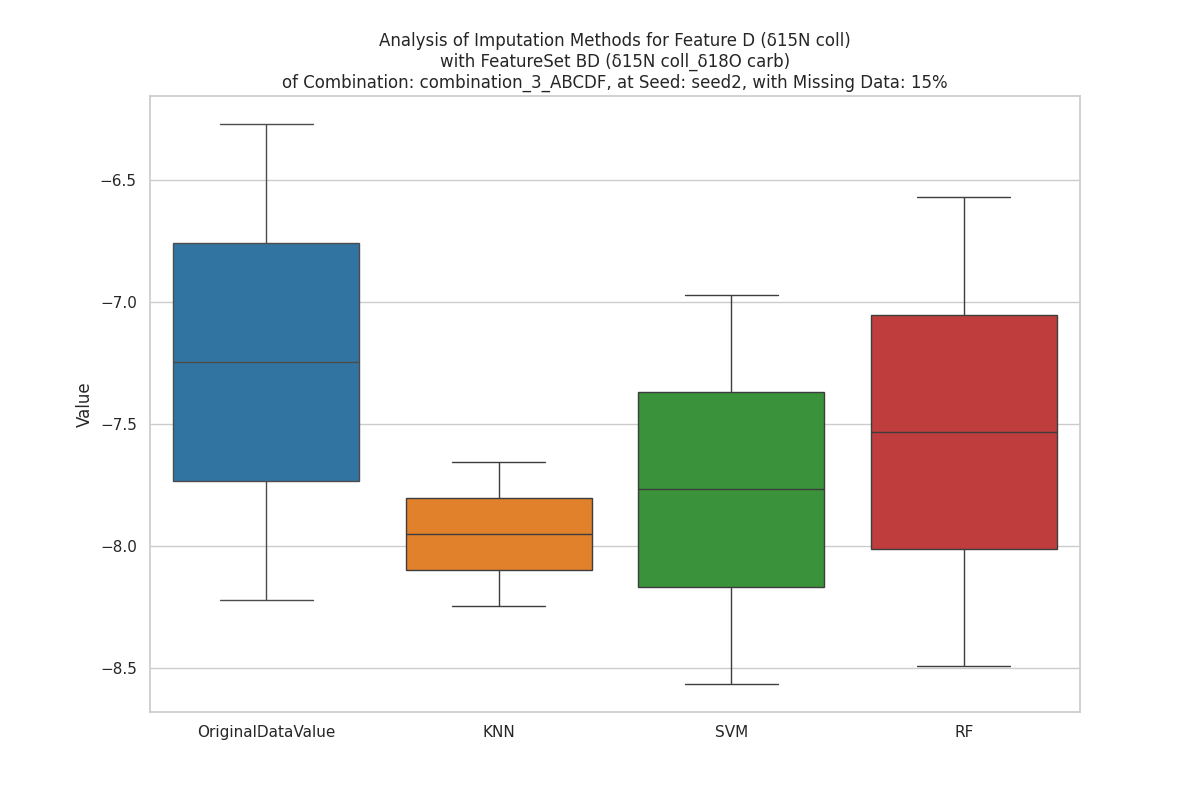 Analysis of Imputation Methods for Feature D (δ15N coll)
with FeatureSet BD (δ15N coll_δ18O carb)
of Combination: combination_3_ABCDF, at Seed: seed2, with Missing Data: 15%
Value
−6.5
−7.0
−7.5
−8.0
−8.5
OriginalDataValue
KNN
SVM
RF